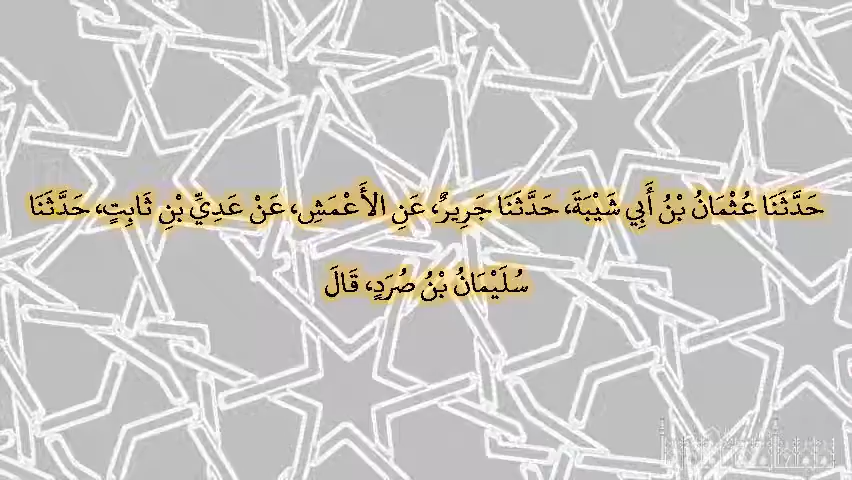 حَدَّثَنَا عُثْمَانُ بْنُ أَبِي شَيْبَةَ، حَدَّثَنَا جَرِيرٌ، عَنِ الأَعْمَشِ، عَنْ عَدِيِّ بْنِ ثَابِتٍ، حَدَّثَنَا
سُلَيْمَانُ بْنُ صُرَدٍ، قَالَ